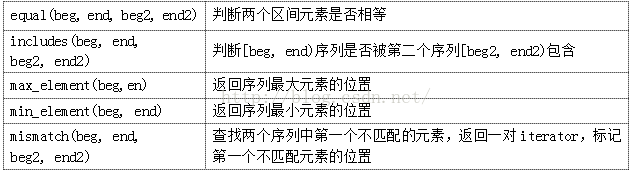 equal(beg, end, beg2, end2) 判断两个区间元素是否相等
includes(beg, end,
beg2, end2)
判断[beg, end)序列是否被第二个序列[beg2, end2)包含
max_element(beg,en) 返回序列最大元素的位置
min_element(beg, end) 返回序列最小元素的位置
mismatch(beg, end,
beg2, end2)
查找两个序列中第一个不匹配的元素，返回一对iterator，标记
第一个不匹配元素的位置
http://blog.csdn.net/